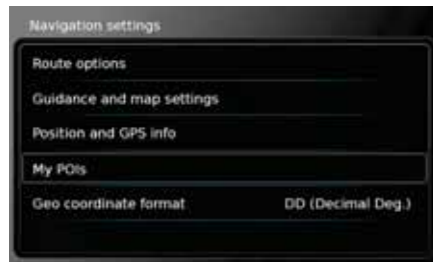 Navigation settings
Route options
Guidance and map settings
Position and GPS info
My POIs
Geo coordinate format DD (Decimal Deg.)